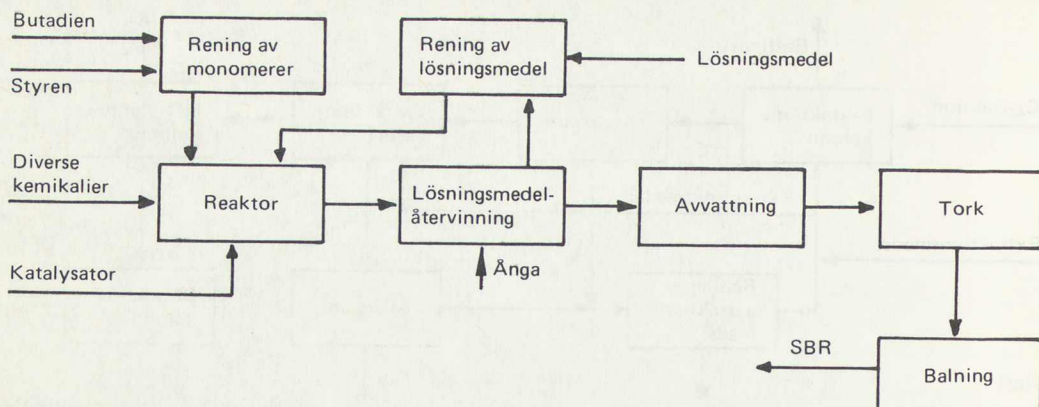 Butadien
Rening av
monomerer
Rening av
lösningsmedel
Lösningsmedel
Styren
Diverse
kemikalier
Reaktor
Lösningsmedel-
återvinning
Avvattning
Tork
Katalysator
Ånga
SBR
Balning